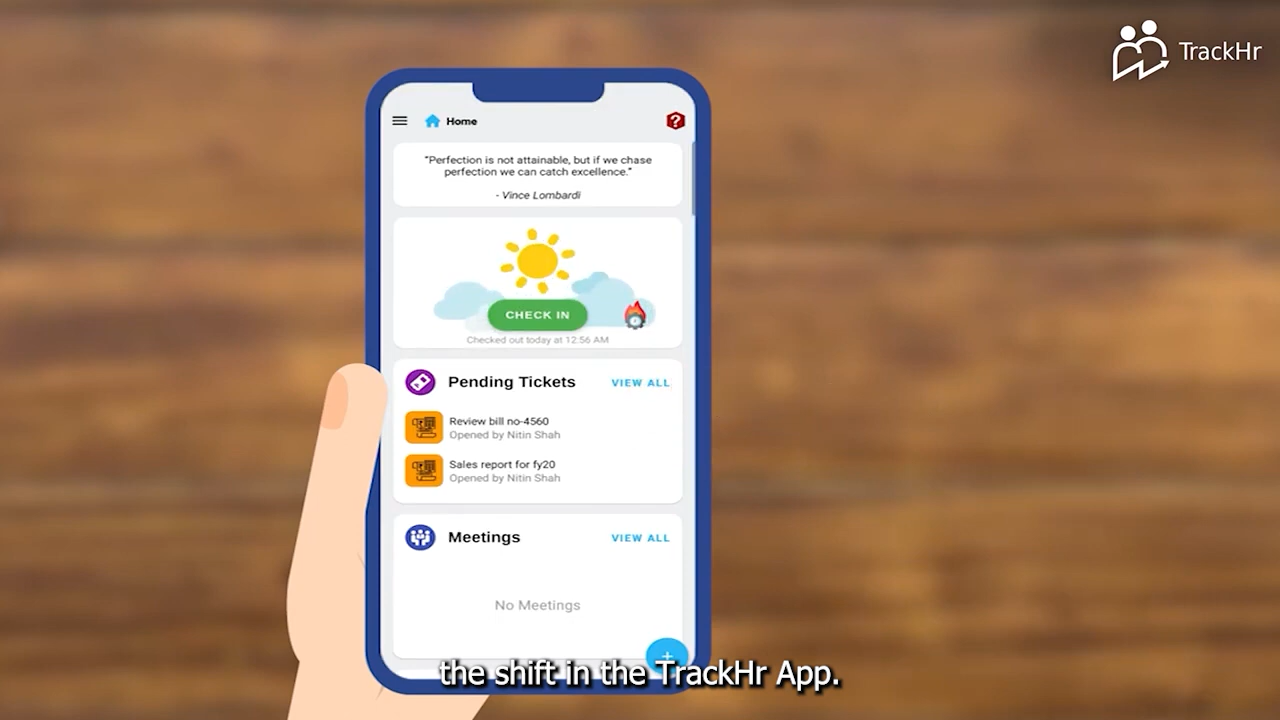 TrackHr
Home
?
“Perfection is not attainable, but if we chase
perfection we can catch excellence.”
- Vince Lombardi
CHECK IN
Checked out today at 12:56 AM
Pending Tickets
VIEW ALL
Review bill no-4560
Opened by Nitin Shah
Sales report for fy20
Opened by Nitin Shah
Meetings
VIEW ALL
No Meetings
+
the shift in the TrackHr App.